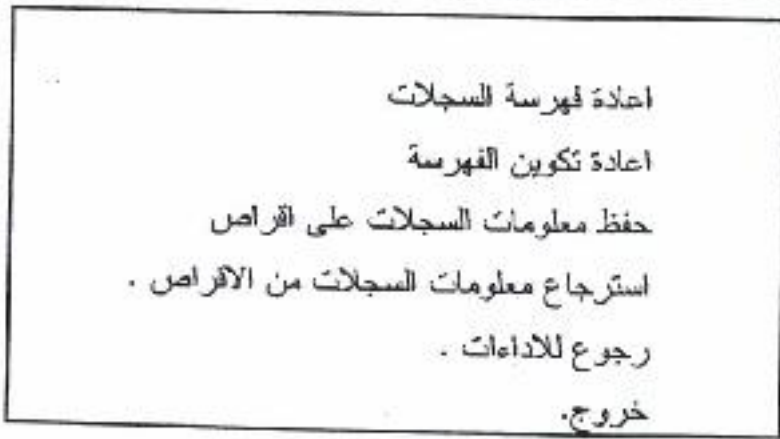 اعادة فهرسة السجلات
اعادة تكوين الفهرسة
حفظ معلومات السجلات على اقراص
استرجاع معلومات السجلات من الاقراص .
رجوع للاداءات .
خروج.